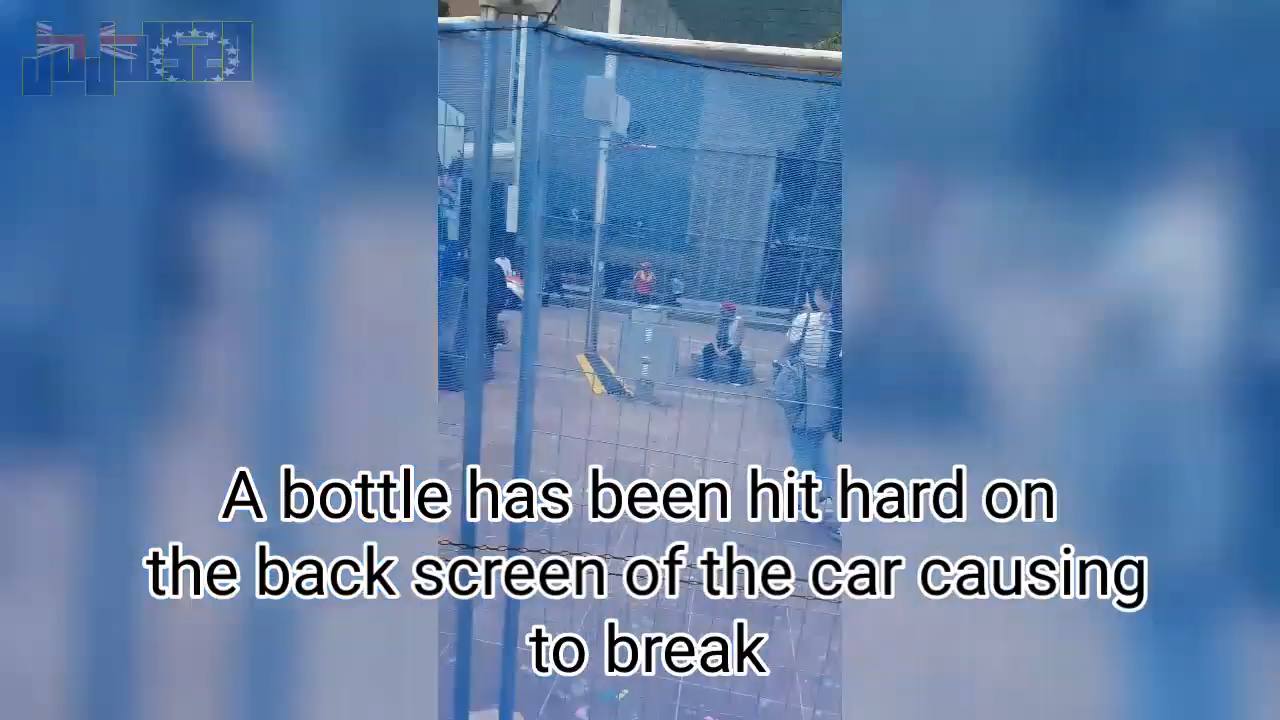 A bottle has been hit hard on
the back screen of the car causing
to break